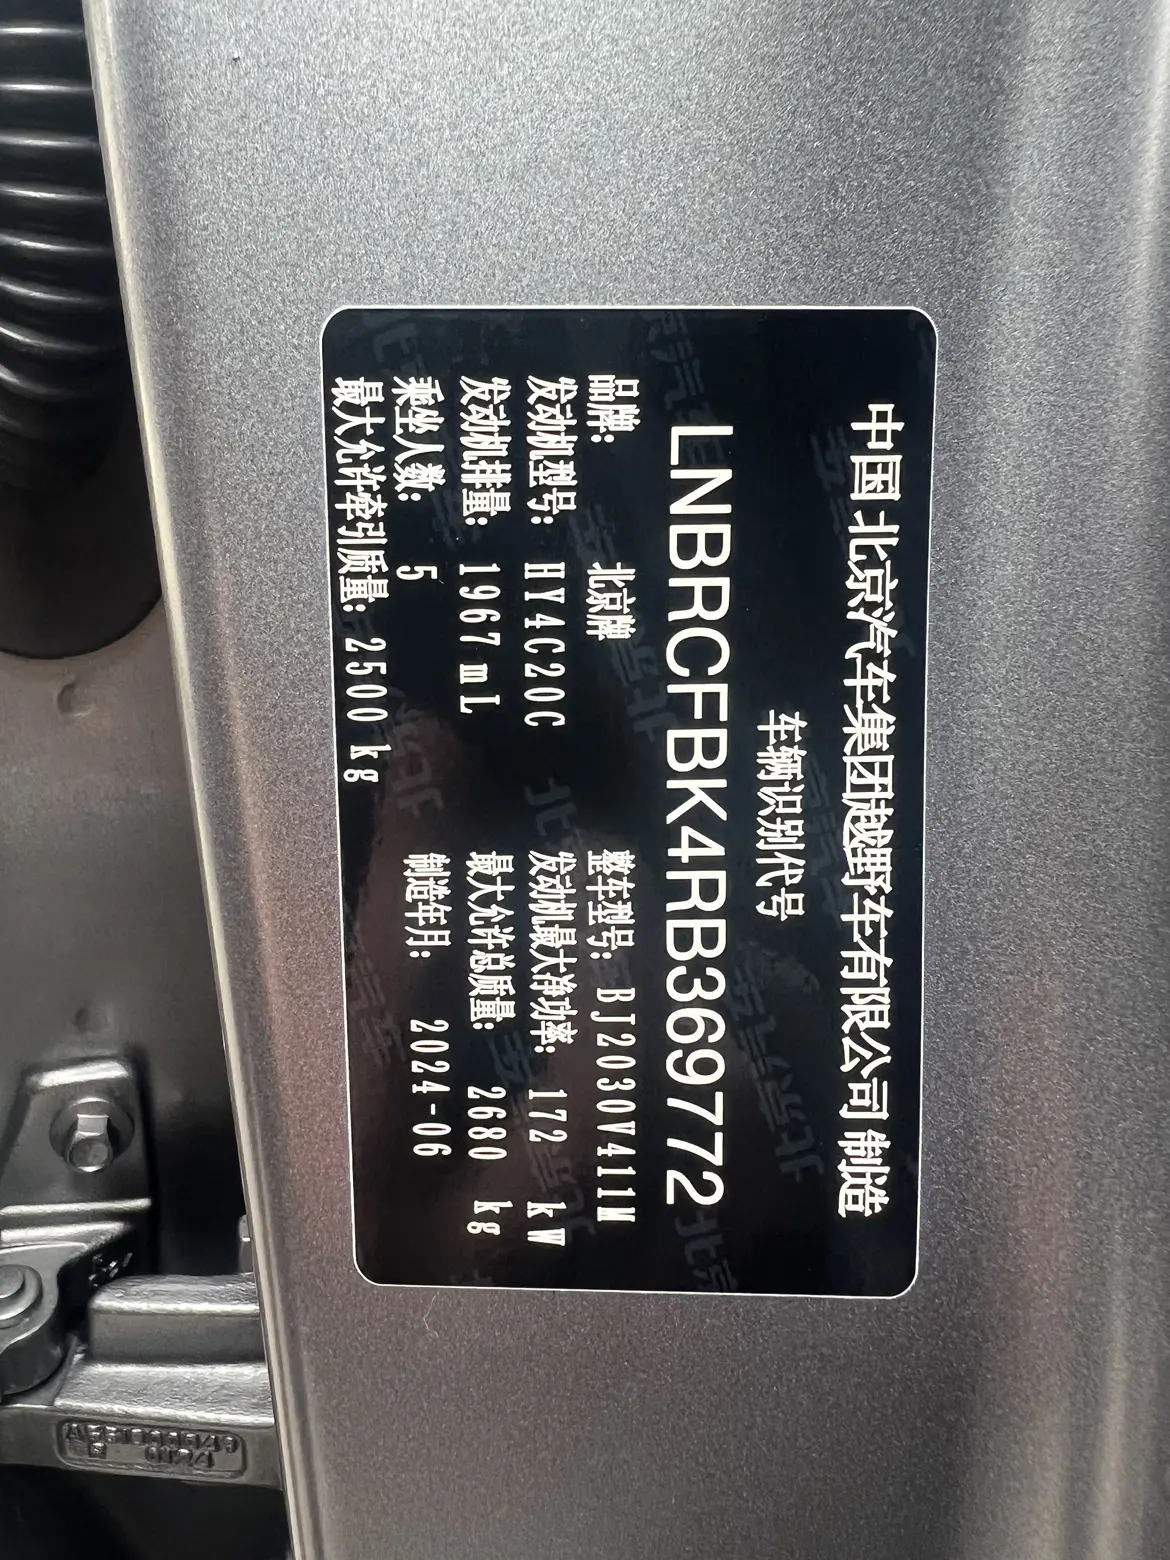 中国 北京汽车集团越野车有限公司 制造
车辆识别代号
LNBRCFBK4RB369772
品牌: 北京牌 整车型号: BJ2030V411M
发动机型号: HY4C20C 发动机最大净功率: 172 kW
发动机排量: 1967 mL 最大允许总质量: 2680 kg
乘坐人数: 5 制造年月: 2024-06
最大允许牵引质量: 2500 kg